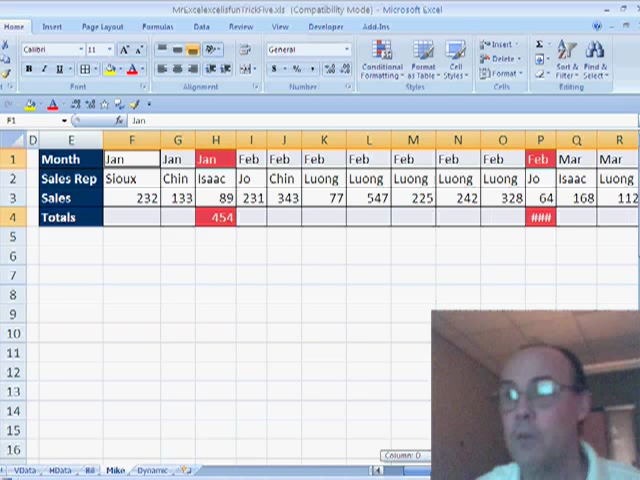 MrExcelexcelisfunTrickFive.xls [Compatibility Mode] - Microsoft Excel
Home Insert Page Layout Formulas Data Review View Developer Add-Ins
Calibri 11 A A General Conditional Format Cell Insert Σ Sort & Find &
B I U A $ % , Formatting as Table Styles Delete Format Filter Select
Font Alignment Number Styles Cells Editing
F1 fx Jan
D E F G H I J K L M N O P Q R
1 Month Jan Jan Jan Feb Feb Feb Feb Feb Feb Feb Feb Mar Mar
2 Sales Rep Sioux Chin Isaac Jo Chin Luong Luong Luong Luong Luong Jo Isaac Luong
3 Sales 232 133 89 231 343 77 547 225 242 328 64 168 112
4 Totals 454 ###
5
6
7
8
9
10
11
12
13
14
15
16
Column: D
VData HData Bill Mike Dynamic